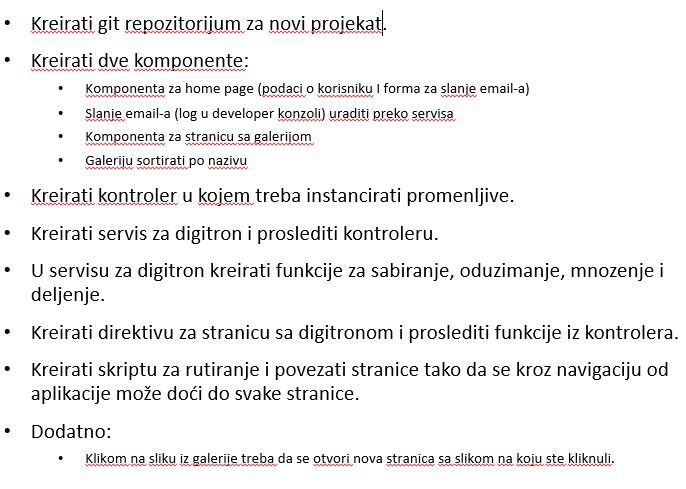 • Kreirati git repozitorijum za novi projekat.
• Kreirati dve komponente:
• Komponenta za home page (podaci o korisniku I forma za slanje email-a)
• Slanje email-a (log u developer konzoli) uraditi preko servisa
• Komponenta za stranicu sa galerijom
• Galeriju sortirati po nazivu
• Kreirati kontroler u kojem treba instancirati promenljive.
• Kreirati servis za digitron i proslediti kontroleru.
• U servisu za digitron kreirati funkcije za sabiranje, oduzimanje, mnozenje i
deljenje.
• Kreirati direktivu za stranicu sa digitronom i proslediti funkcije iz kontrolera.
• Kreirati skriptu za rutiranje i povezati stranice tako da se kroz navigaciju od
aplikacije može doći do svake stranice.
• Dodatno:
• Klikom na sliku iz galerije treba da se otvori nova stranica sa slikom na koju ste kliknuli.